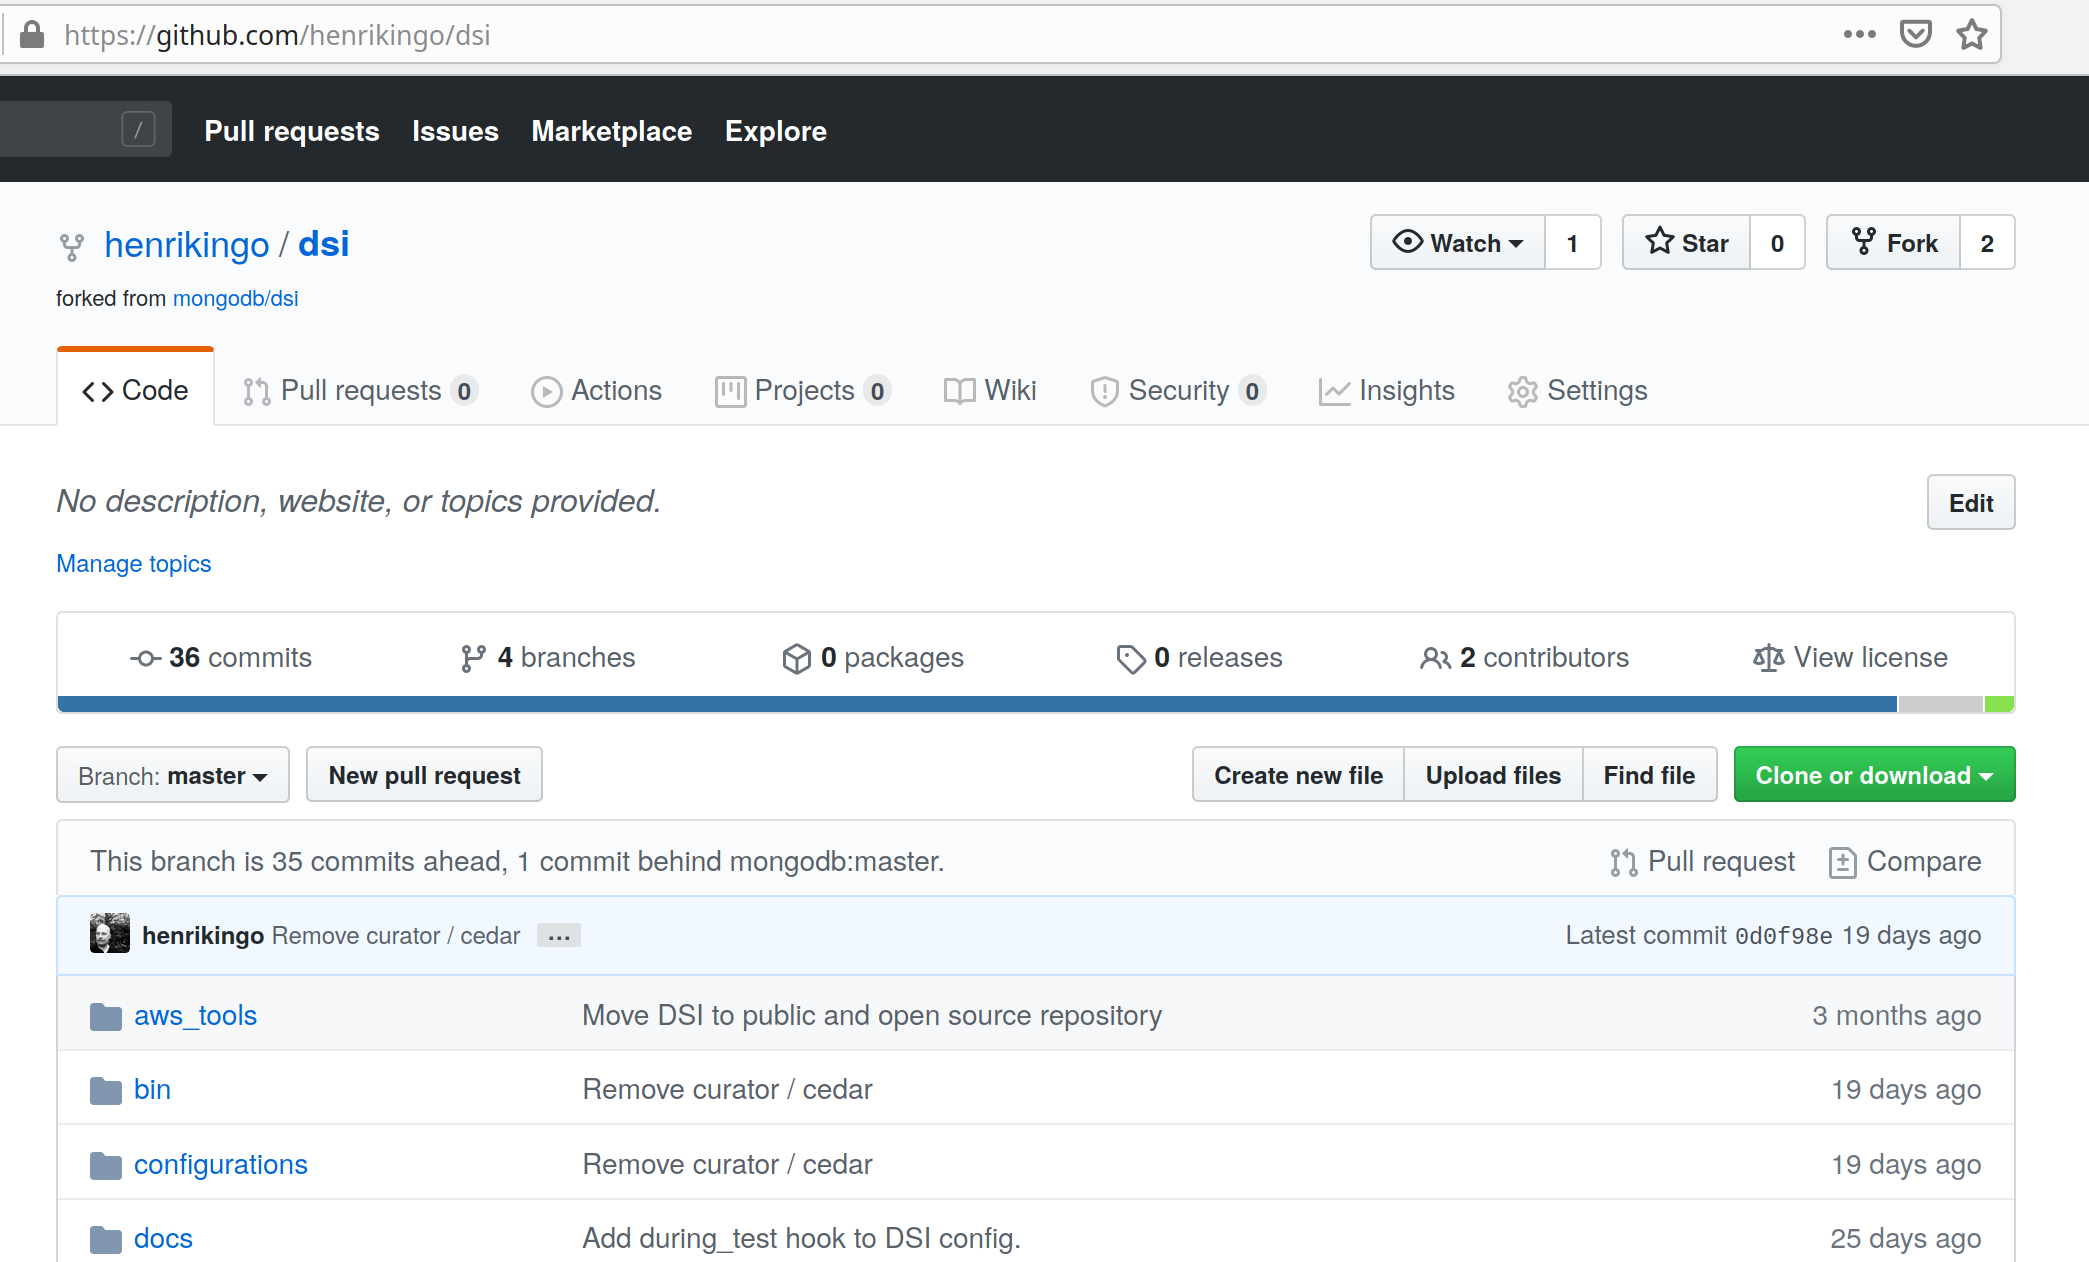 https://github.com/henrikingo/dsi
/ Pull requests Issues Marketplace Explore
henrikingo / dsi Watch 1 Star 0 Fork 2
forked from mongodb/dsi
Code Pull requests 0 Actions Projects 0 Wiki Security 0 Insights Settings
No description, website, or topics provided. Edit
Manage topics
36 commits 4 branches 0 packages 0 releases 2 contributors View license
Branch: master New pull request Create new file Upload files Find file Clone or download
This branch is 35 commits ahead, 1 commit behind mongodb:master. Pull request Compare
henrikingo Remove curator / cedar ... Latest commit 0d0f98e 19 days ago
aws_tools Move DSI to public and open source repository 3 months ago
bin Remove curator / cedar 19 days ago
configurations Remove curator / cedar 19 days ago
docs Add during_test hook to DSI config. 25 days ago